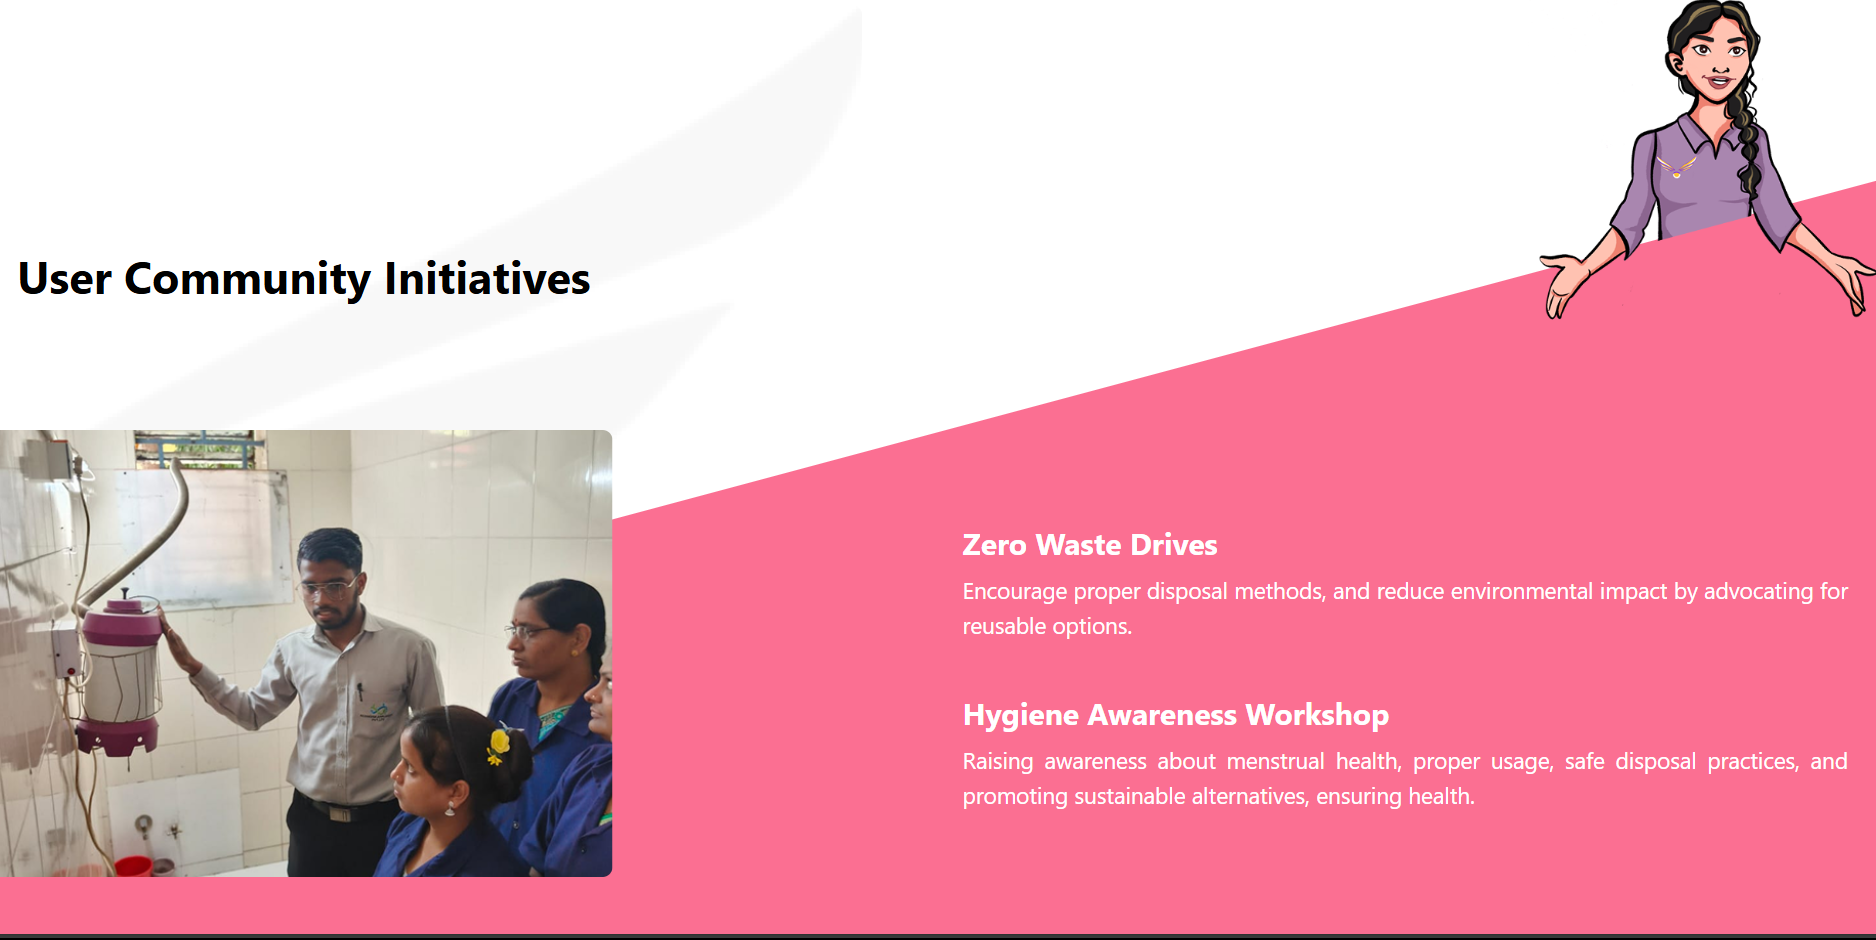 User Community Initiatives
Zero Waste Drives
Encourage proper disposal methods, and reduce environmental impact by advocating for
reusable options.
Hygiene Awareness Workshop
Raising awareness about menstrual health, proper usage, safe disposal practices, and
promoting sustainable alternatives, ensuring health.